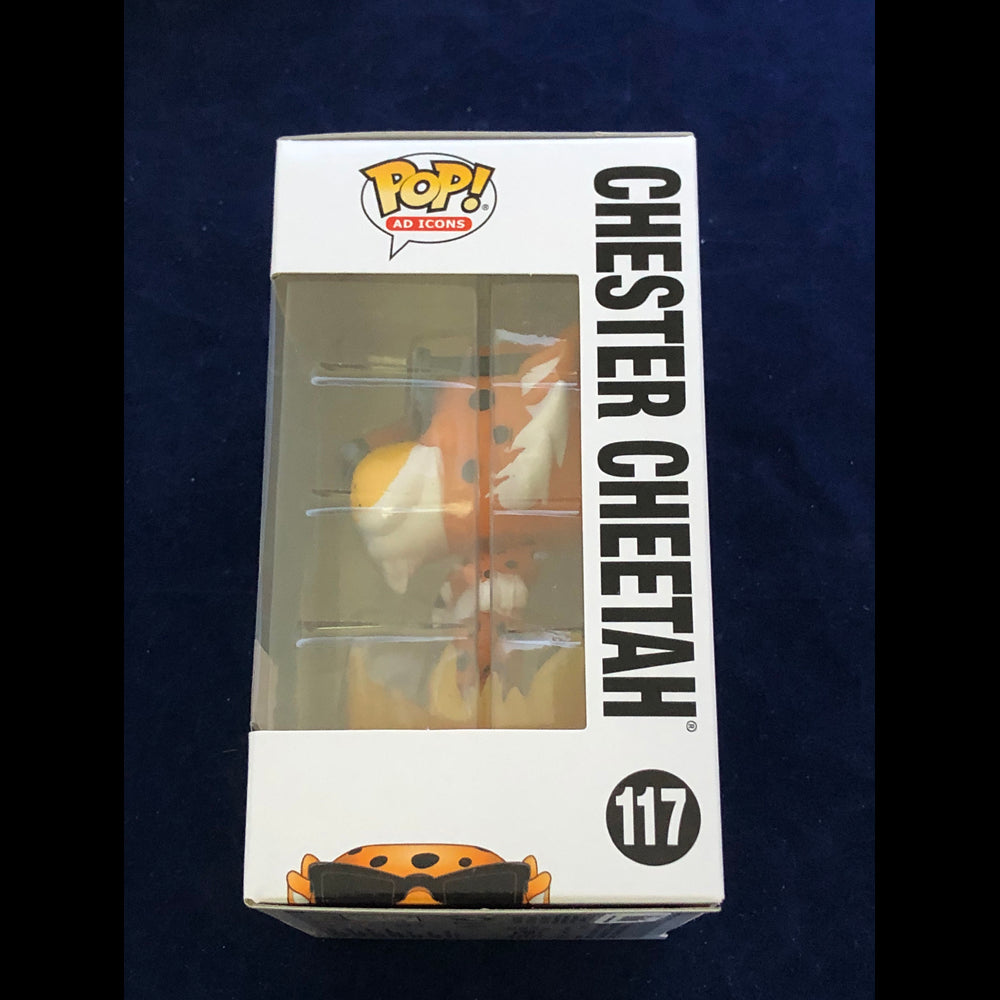 POP!®
AD ICONS
CHESTER CHEETAH®
117